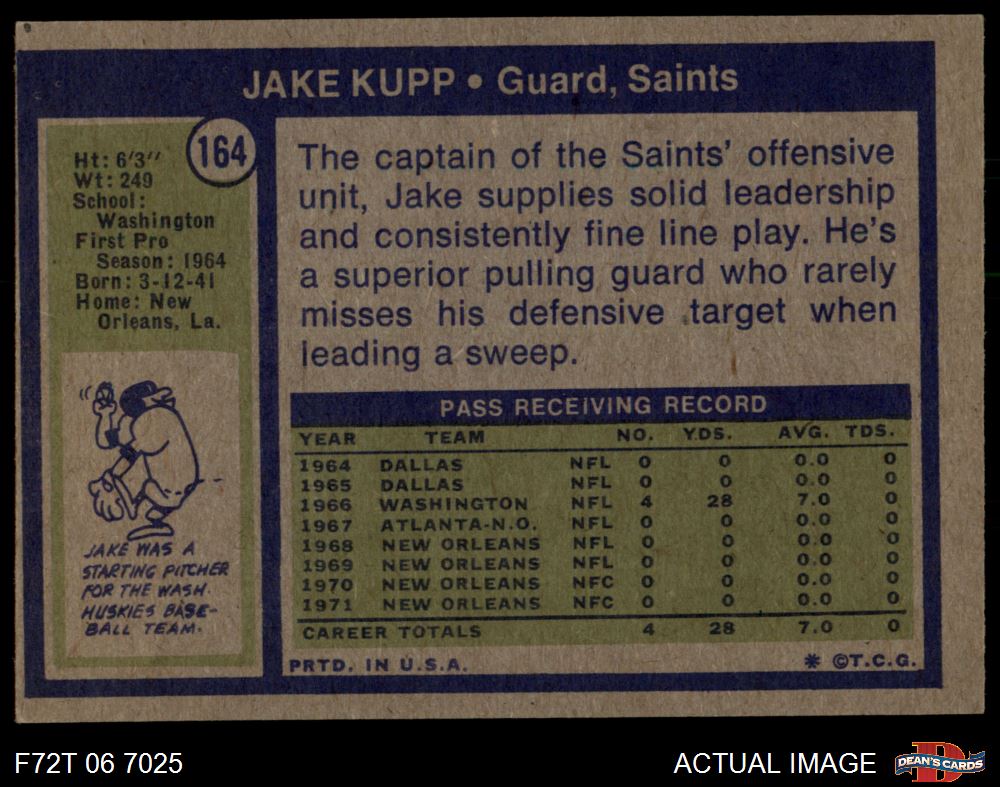 JAKE KUPP • Guard, Saints
164
Ht: 6'3''
Wt: 249
School:
Washington
First Pro
Season: 1964
Born: 3-12-41
Home: New
Orleans, La.
JAKE WAS A
STARTING PITCHER
FOR THE WASH.
HUSKIES BASE-
BALL TEAM.
The captain of the Saints' offensive
unit, Jake supplies solid leadership
and consistently fine line play. He's
a superior pulling guard who rarely
misses his defensive target when
leading a sweep.
PASS RECEIVING RECORD
YEAR TEAM NO. YDS. AVG. TDS.
1964 DALLAS NFL 0 0 0.0 0
1965 DALLAS NFL 0 0 0.0 0
1966 WASHINGTON NFL 4 28 7.0 0
1967 ATLANTA-N.O. NFL 0 0 0.0 0
1968 NEW ORLEANS NFL 0 0 0.0 0
1969 NEW ORLEANS NFL 0 0 0.0 0
1970 NEW ORLEANS NFC 0 0 0.0 0
1971 NEW ORLEANS NFC 0 0 0.0 0
CAREER TOTALS 4 28 7.0 0
PRTD. IN U.S.A. * ©T.C.G.
F72T 06 7025 ACTUAL IMAGE DEAN'S CARDS